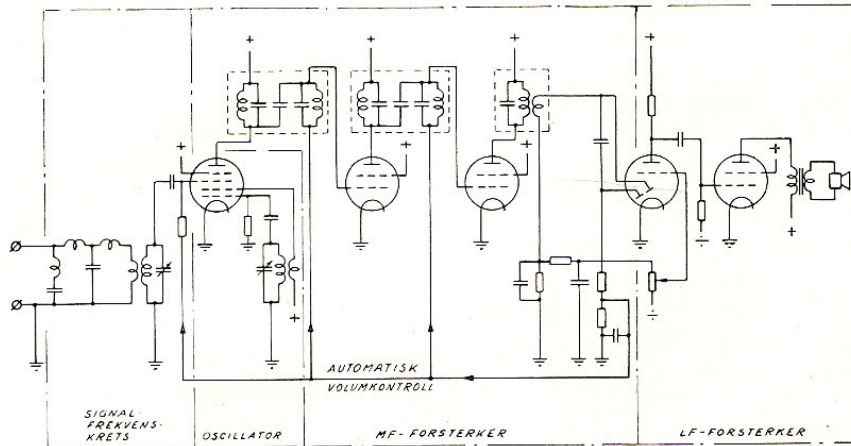 AUTOMATISK
VOLUMKONTROLL
SIGNAL-
FREKVENS-
KRETS
OSCILLATOR
MF-FORSTERKER
LF-FORSTERKER